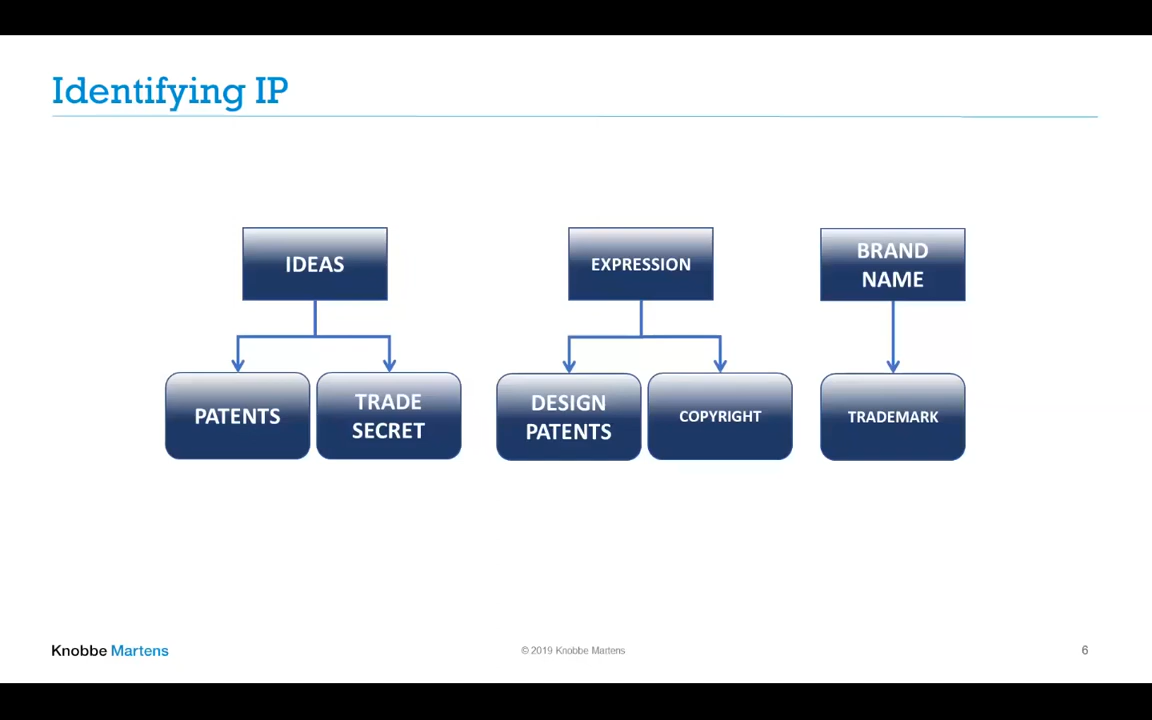 Identifying IP
IDEAS
EXPRESSION
BRAND
NAME
PATENTS
TRADE
SECRET
DESIGN
PATENTS
COPYRIGHT
TRADEMARK
Knobbe Martens
© 2019 Knobbe Martens
6